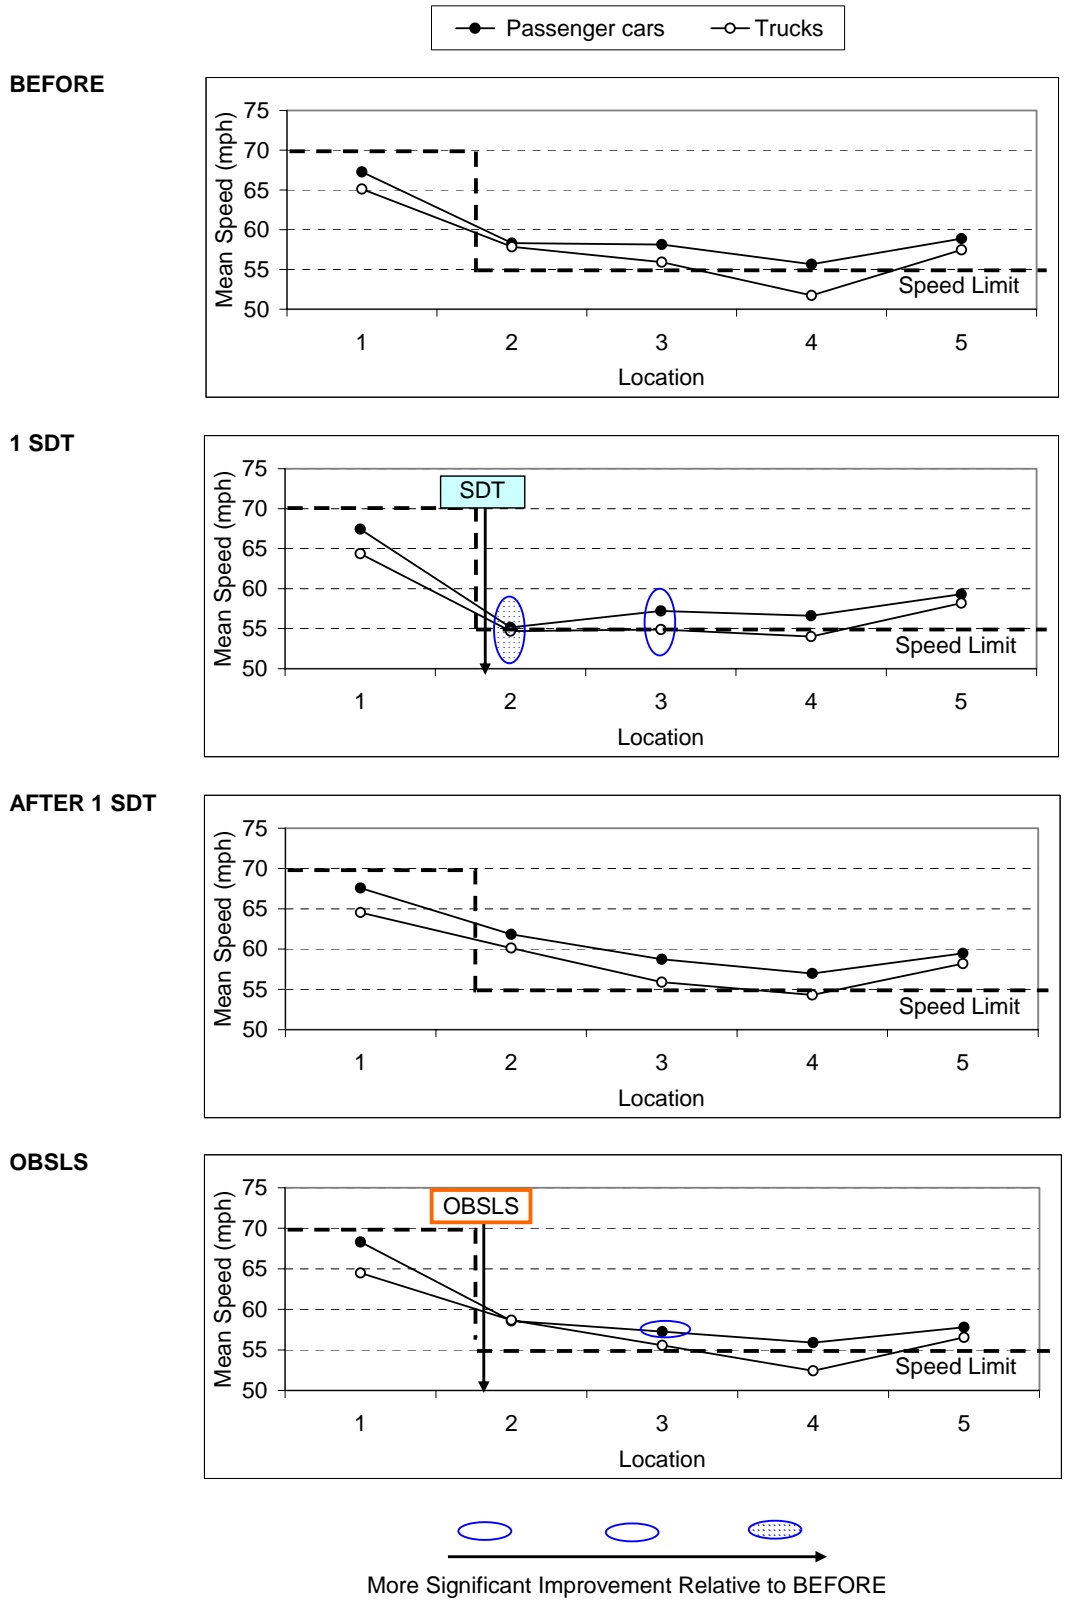 Passenger cars Trucks
BEFORE
Mean Speed (mph)
75
70
65
60
55
50
Speed Limit
1 2 3 4 5
Location
1 SDT
Mean Speed (mph)
75
70
65
60
55
50
SDT
Speed Limit
1 2 3 4 5
Location
AFTER 1 SDT
Mean Speed (mph)
75
70
65
60
55
50
Speed Limit
1 2 3 4 5
Location
OBSLS
Mean Speed (mph)
75
70
65
60
55
50
OBSLS
Speed Limit
1 2 3 4 5
Location
More Significant Improvement Relative to BEFORE